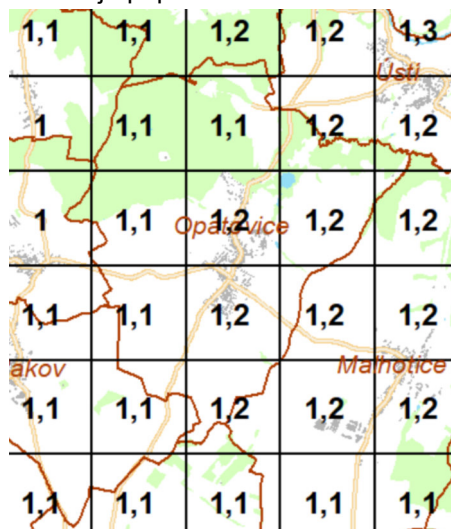 1,1 1,1 1,2 1,2 1,3
Ústí
1 1,1 1,1 1,2 1,2
1 1,1 1,2 1,2 1,2
Opatovice
1,1 1,1 1,2 1,2 1,2
akov Malhotice
1,1 1,1 1,2 1,2 1,2
1,1 1,1 1,1 1,1 1,1